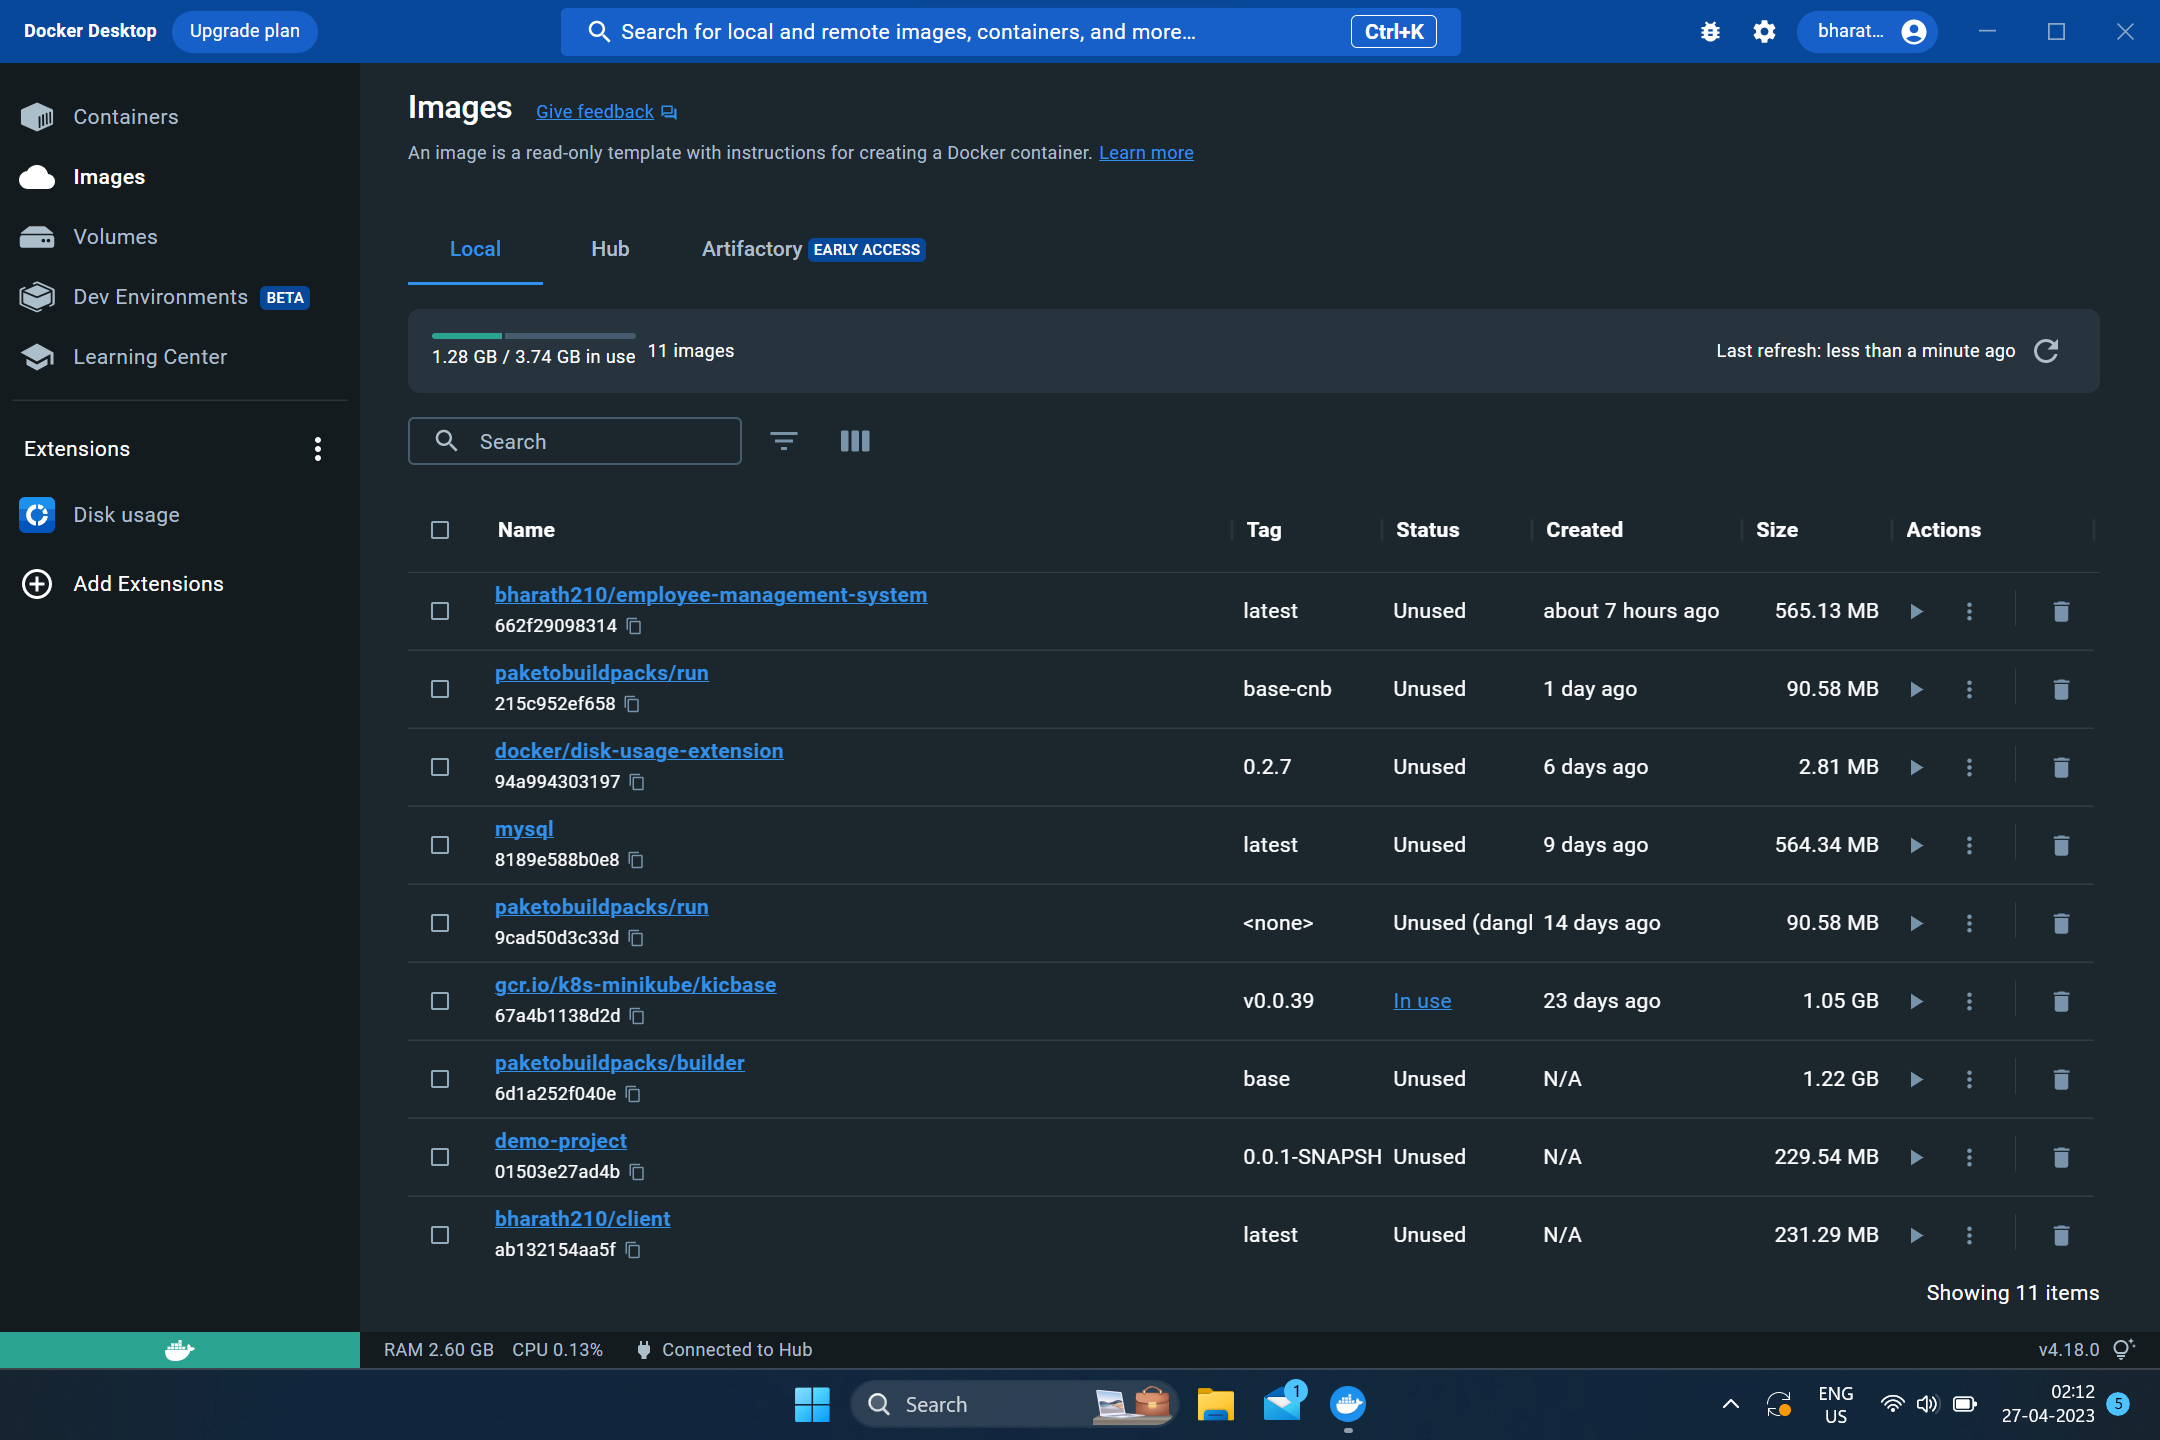 Docker Desktop Upgrade plan Search for local and remote images, containers, and more... Ctrl+K bharat...
Containers
Images
Volumes
Dev Environments BETA
Learning Center
Extensions
Disk usage
Add Extensions
Images Give feedback
An image is a read-only template with instructions for creating a Docker container. Learn more
Local Hub Artifactory EARLY ACCESS
1.28 GB / 3.74 GB in use 11 images Last refresh: less than a minute ago
Search
Name Tag Status Created Size Actions
bharath210/employee-management-system
662f29098314 latest Unused about 7 hours ago 565.13 MB
paketobuildpacks/run
215c952ef658 base-cnb Unused 1 day ago 90.58 MB
docker/disk-usage-extension
94a994303197 0.2.7 Unused 6 days ago 2.81 MB
mysql
8189e588b0e8 latest Unused 9 days ago 564.34 MB
paketobuildpacks/run
9cad50d3c33d <none> Unused (dangl 14 days ago 90.58 MB
gcr.io/k8s-minikube/kicbase
67a4b1138d2d v0.0.39 In use 23 days ago 1.05 GB
paketobuildpacks/builder
6d1a252f040e base Unused N/A 1.22 GB
demo-project
01503e27ad4b 0.0.1-SNAPSH Unused N/A 229.54 MB
bharath210/client
ab132154aa5f latest Unused N/A 231.29 MB
Showing 11 items
RAM 2.60 GB CPU 0.13% Connected to Hub v4.18.0
Search 1 ENG US 02:12 27-04-2023 5